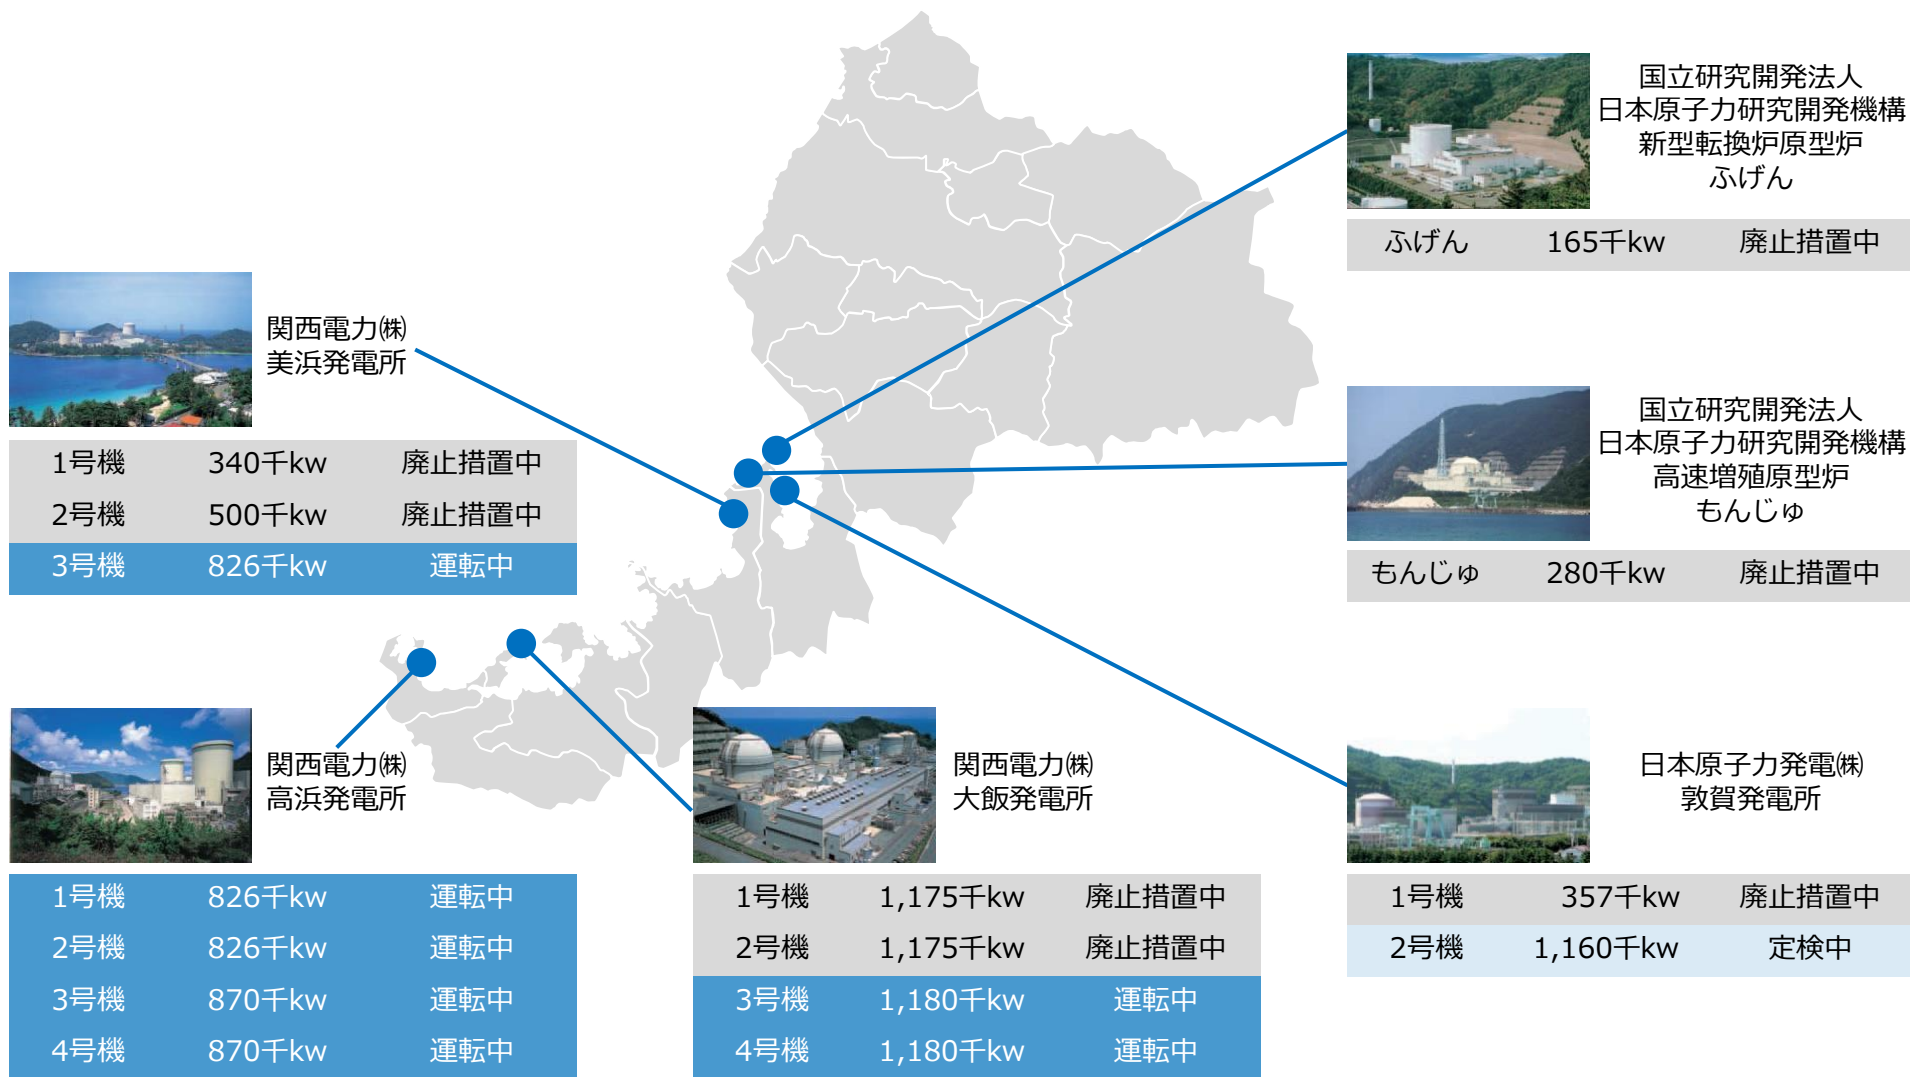 国立研究開発法人
日本原子力研究開発機構
新型転換炉原型炉
ふげん
ふげん 165千kw 廃止措置中
関西電力㈱
美浜発電所
1号機 340千kw 廃止措置中
2号機 500千kw 廃止措置中
3号機 826千kw 運転中
国立研究開発法人
日本原子力研究開発機構
高速増殖原型炉
もんじゅ
もんじゅ 280千kw 廃止措置中
関西電力㈱
高浜発電所
1号機 826千kw 運転中
2号機 826千kw 運転中
3号機 870千kw 運転中
4号機 870千kw 運転中
関西電力㈱
大飯発電所
1号機 1,175千kw 廃止措置中
2号機 1,175千kw 廃止措置中
3号機 1,180千kw 運転中
4号機 1,180千kw 運転中
日本原子力発電㈱
敦賀発電所
1号機 357千kw 廃止措置中
2号機 1,160千kw 定検中